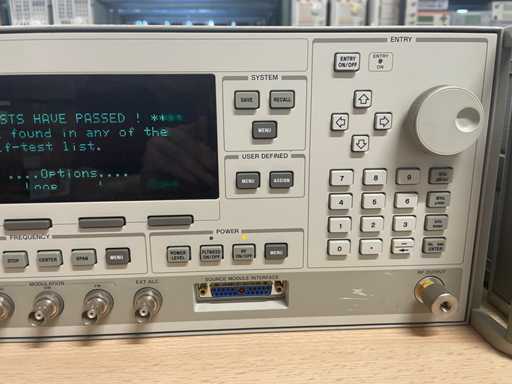 ENTRY
ENTRY
ON/OFF
ENTRY
ON
SYSTEM
STS HAVE PASSED ! **
found in any of the
lf-test list.
....Options....
SAVE
RECALL
MENU
USER DEFINED
MENU
ASSIGN
7
8
9
4
5
6
1
2
3
0
.
ENTER
FREQUENCY
STOP
CENTER
SPAN
MENU
POWER
POWER
LEVEL
FLTNESS
ON/OFF
RF
ON/OFF
MENU
MODULATION
EXT ALC
SOURCE MODULE INTERFACE
RF OUTPUT